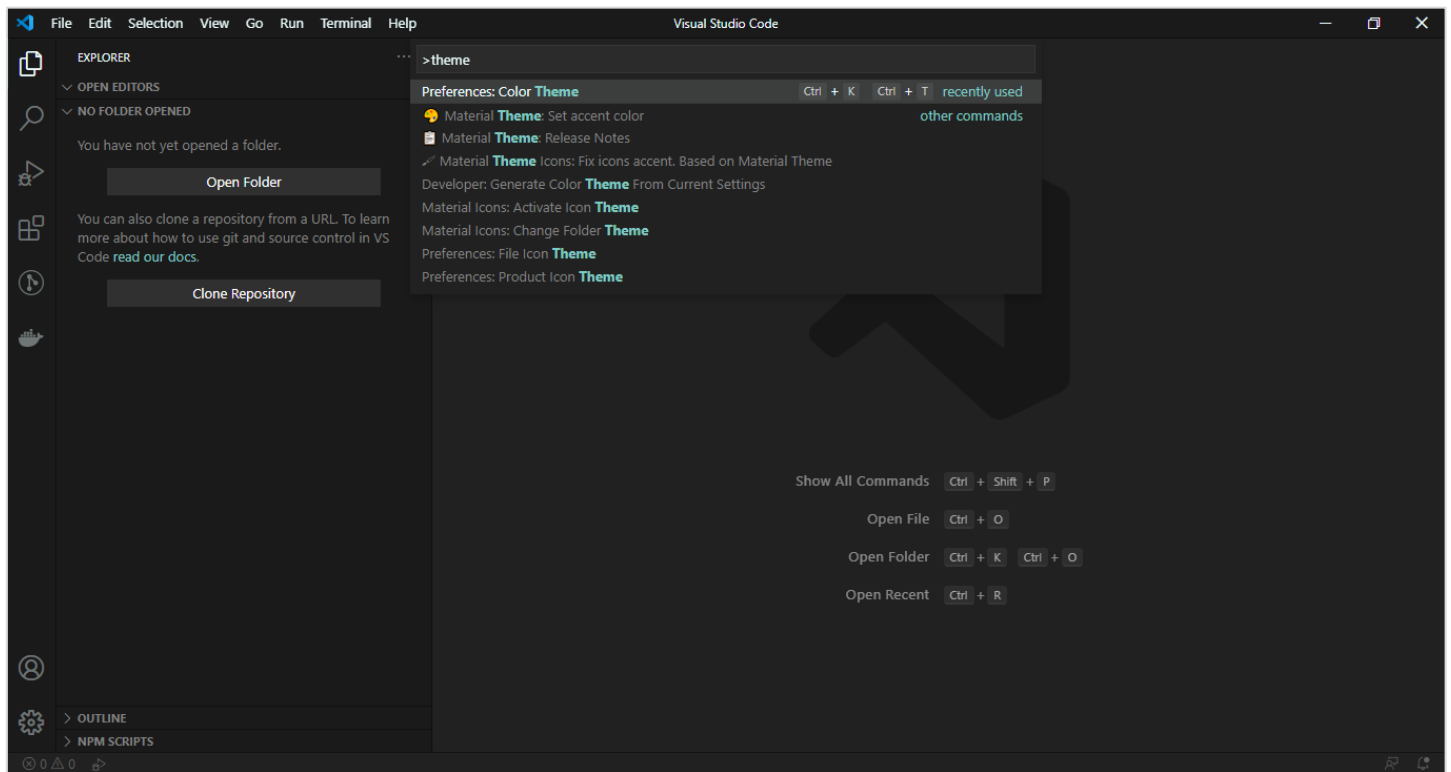 File Edit Selection View Go Run Terminal Help
Visual Studio Code
EXPLORER
OPEN EDITORS
NO FOLDER OPENED
You have not yet opened a folder.
Open Folder
You can also clone a repository from a URL. To learn
more about how to use git and source control in VS
Code read our docs.
Clone Repository
OUTLINE
NPM SCRIPTS
>theme
Preferences: Color Theme Ctrl + K Ctrl + T recently used
Material Theme: Set accent color other commands
Material Theme: Release Notes
Material Theme Icons: Fix icons accent. Based on Material Theme
Developer: Generate Color Theme From Current Settings
Material Icons: Activate Icon Theme
Material Icons: Change Folder Theme
Preferences: File Icon Theme
Preferences: Product Icon Theme
Show All Commands Ctrl + Shift + P
Open File Ctrl + O
Open Folder Ctrl + K Ctrl + O
Open Recent Ctrl + R
0 0